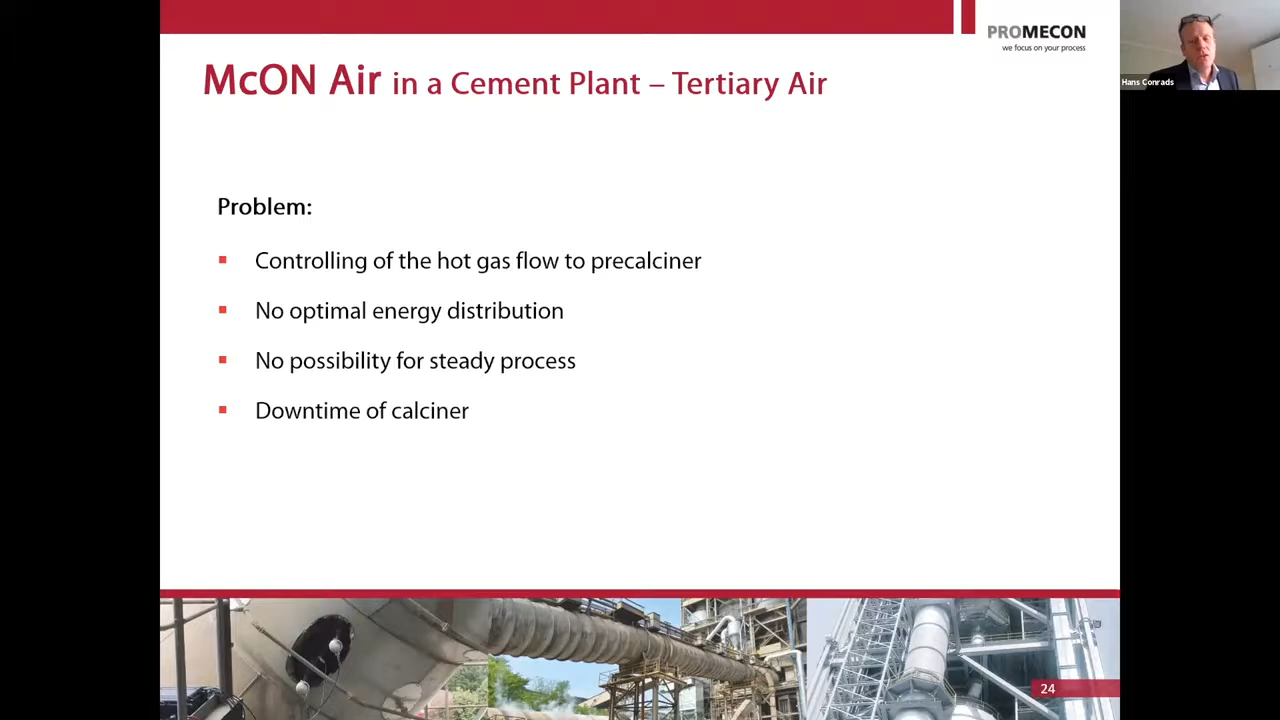 PROMECON
we focus on your process
Hans Conrads
McON Air in a Cement Plant – Tertiary Air
Problem:
▪ Controlling of the hot gas flow to precalciner
▪ No optimal energy distribution
▪ No possibility for steady process
▪ Downtime of calciner
24